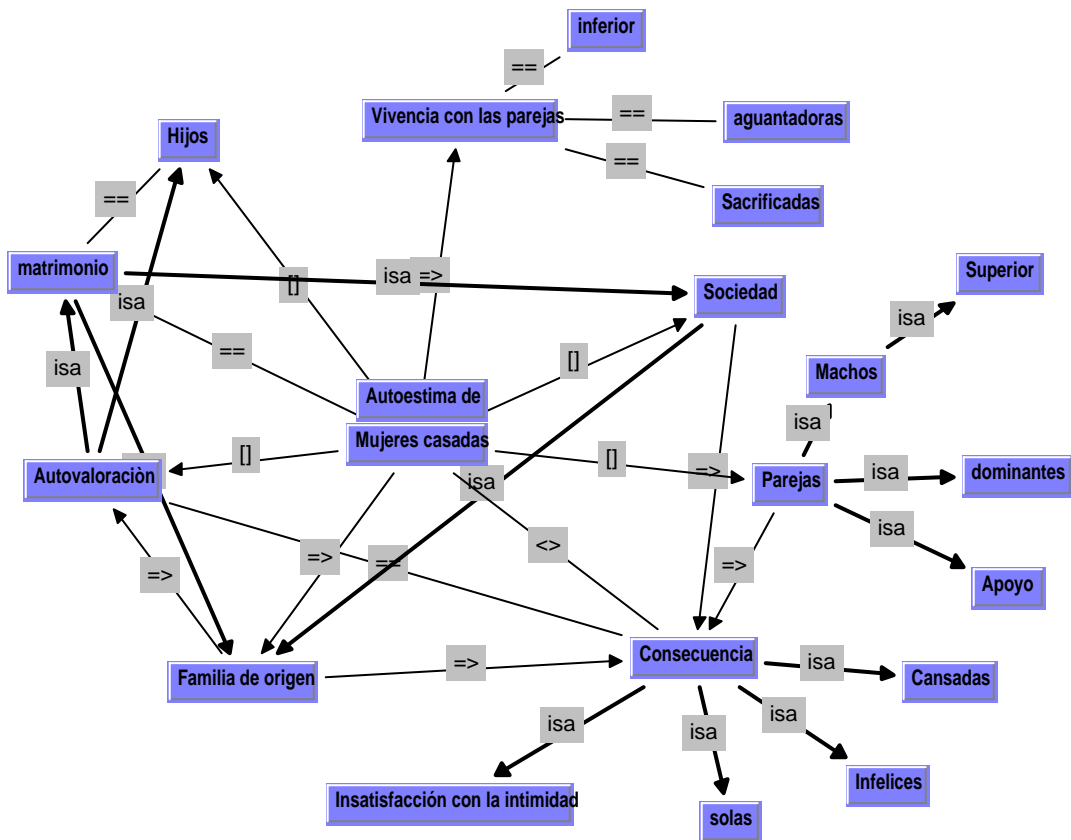 inferior
==
Vivencia con las parejas
==
aguantadoras
Hijos
==
==
Sacrificadas
matrimonio
isa
=>
[]
isa
Sociedad
Superior
isa
==
[]
isa
Machos
Autoestima de
Mujeres casadas
isa
[]
[]
isa
=>
Autovaloraciòn
Parejas
isa
dominantes
isa
=>
=>
==
<>
=>
Apoyo
Familia de origen
=>
Consecuencia
isa
Cansadas
isa
isa
isa
Insatisfacción con la intimidad
solas
Infelices